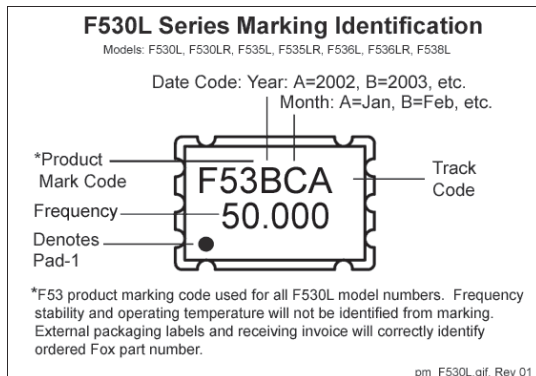 F530L Series Marking Identification
Models: F530L, F530LR, F535L, F535LR, F536L, F536LR, F538L
Date Code: Year: A=2002, B=2003, etc.
Month: A=Jan, B=Feb, etc.
*Product
Mark Code
F53BCA
Track
Code
Frequency
50.000
Denotes
Pad-1
*F53 product marking code used for all F530L model numbers. Frequency
stability and operating temperature will not be identified from marking.
External packaging labels and receiving invoice will correctly identify
ordered Fox part number.
pm_F530L.gif, Rev 01